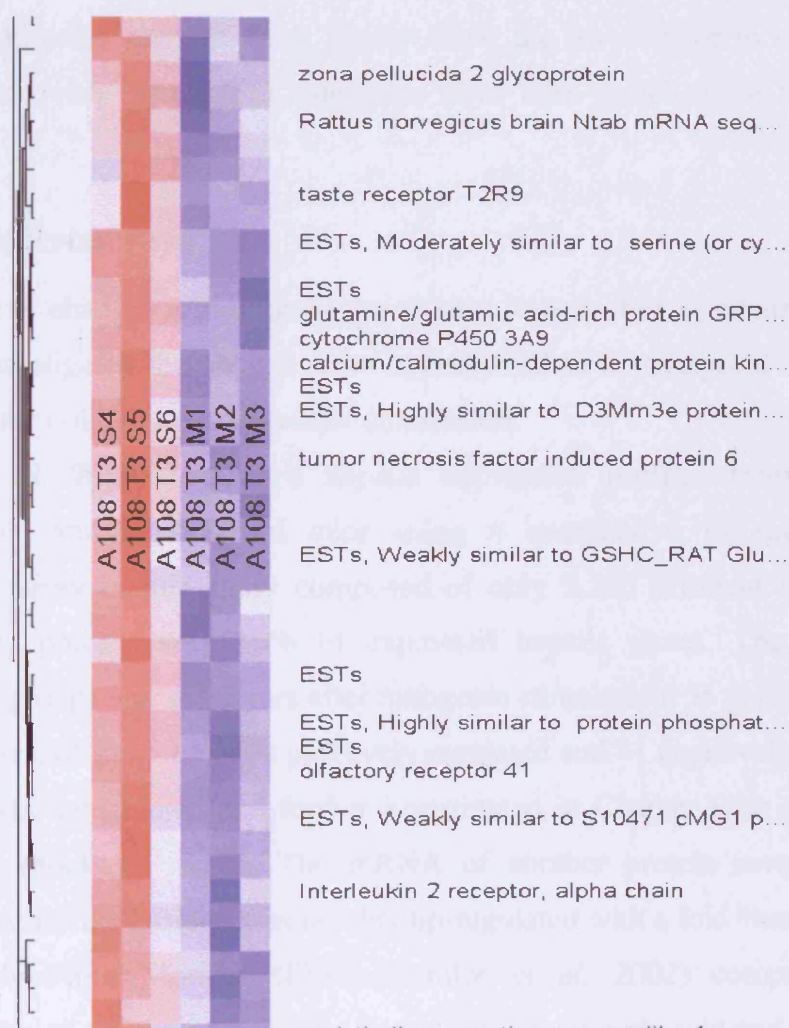 zona pellucida 2 glycoprotein
Rattus norvegicus brain Ntab mRNA seq...
taste receptor T2R9
ESTs, Moderately similar to serine (or cy...
ESTs
glutamine/glutamic acid-rich protein GRP...
cytochrome P450 3A9
calcium/calmodulin-dependent protein kin...
ESTs
ESTs, Highly similar to D3Mm3e protein...
tumor necrosis factor induced protein 6
ESTs, Weakly similar to GSHC_RAT Glu...
ESTs
ESTs, Highly similar to protein phosphat...
ESTs
olfactory receptor 41
ESTs, Weakly similar to S10471 cMG1 p...
Interleukin 2 receptor, alpha chain
A108 T3 S4
A108 T3 S5
A108 T3 S6
A108 T3 M1
A108 T3 M2
A108 T3 M3